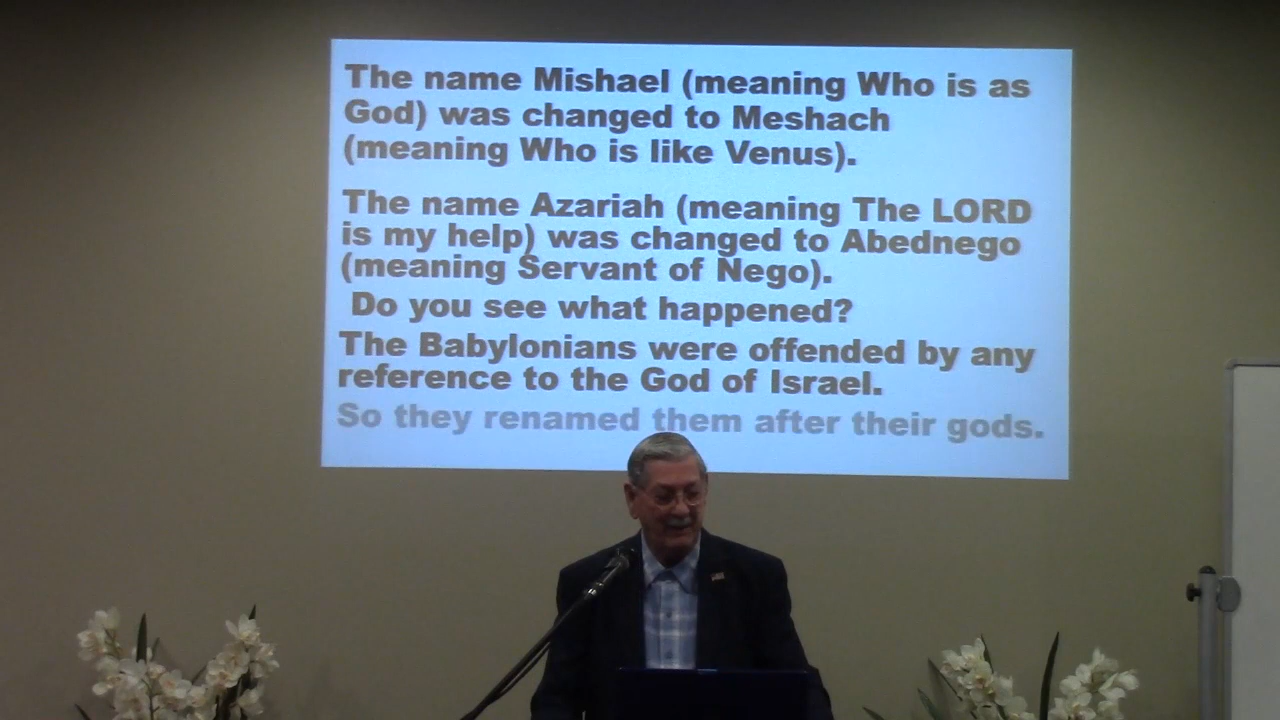 The name Mishael (meaning Who is as
God) was changed to Meshach
(meaning Who is like Venus).
The name Azariah (meaning The LORD
is my help) was changed to Abednego
(meaning Servant of Nego).
Do you see what happened?
The Babylonians were offended by any
reference to the God of Israel.
So they renamed them after their gods.